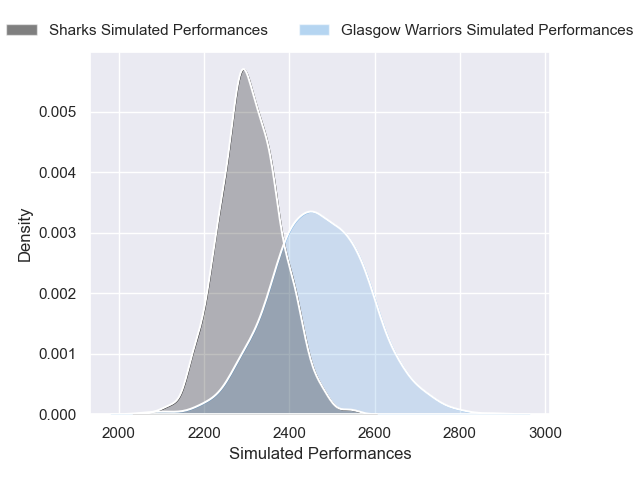 Sharks Simulated Performances Glasgow Warriors Simulated Performances
0.005
0.004
0.003
0.002
0.001
0.000
Density
2000 2200 2400 2600 2800 3000
Simulated Performances